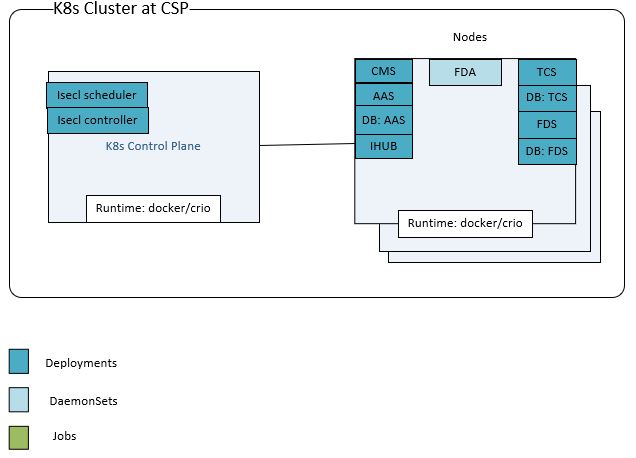 K8s Cluster at CSP
Nodes
Isecl scheduler
Isecl controller
K8s Control Plane
Runtime: docker/crio
CMS
AAS
DB: AAS
IHUB
FDA
TCS
DB: TCS
FDS
DB: FDS
Runtime: docker/crio
Deployments
DaemonSets
Jobs